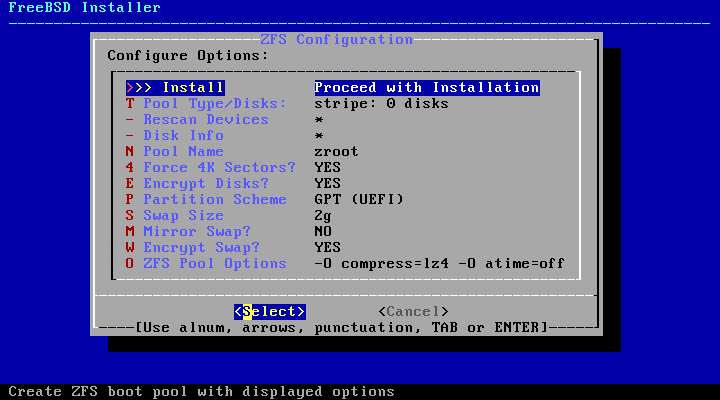 FreeBSD Installer
ZFS Configuration
Configure Options:
>>> Install Proceed with Installation
T Pool Type/Disks: stripe: 0 disks
- Rescan Devices *
- Disk Info *
N Pool Name zroot
4 Force 4K Sectors? YES
E Encrypt Disks? YES
P Partition Scheme GPT (UEFI)
S Swap Size 2g
M Mirror Swap? NO
W Encrypt Swap? YES
O ZFS Pool Options -O compress=lz4 -O atime=off
<Select> <Cancel>
[Use alnum, arrows, punctuation, TAB or ENTER]
Create ZFS boot pool with displayed options